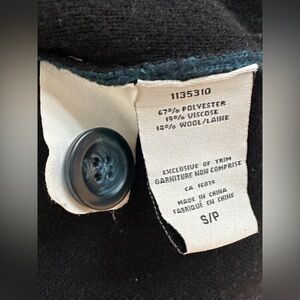 1135310
67% POLYESTER
19% VISCOSE
14% WOOL/LAINE
EXCLUSIVE OF TRIM
GARNITURE NON COMPRISE
CA 16035
MADE IN CHINA
FABRIQUÉ EN CHINE
S/P